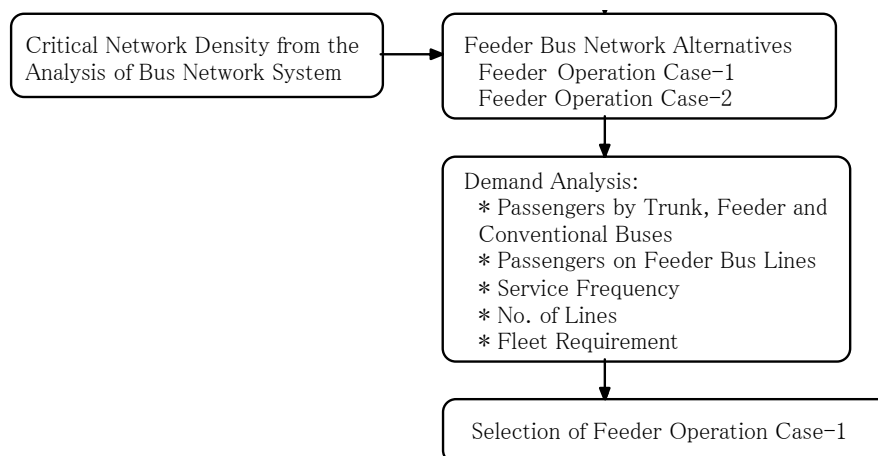 Critical Network Density from the
Analysis of Bus Network System
Feeder Bus Network Alternatives
Feeder Operation Case-1
Feeder Operation Case-2
Demand Analysis:
* Passengers by Trunk, Feeder and
Conventional Buses
* Passengers on Feeder Bus Lines
* Service Frequency
* No. of Lines
* Fleet Requirement
Selection of Feeder Operation Case-1